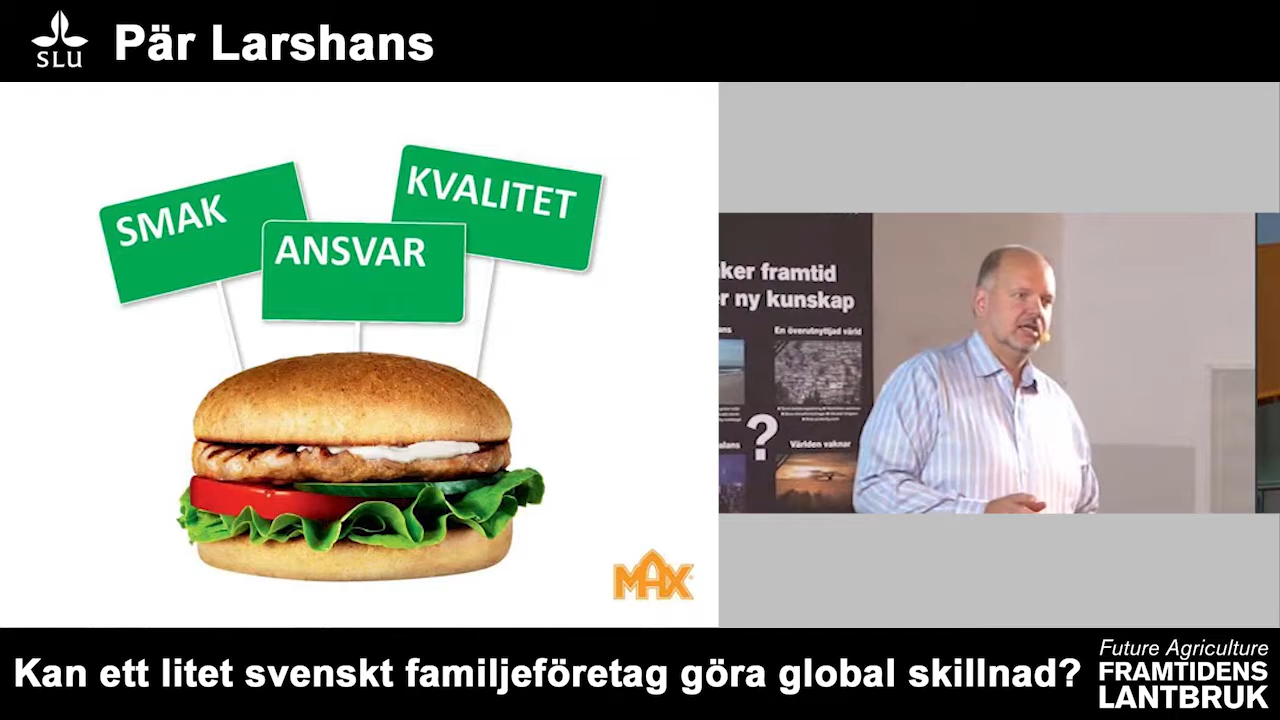 SLU
Pär Larshans
SMAK
KVALITET
ANSVAR
MAX
ker framtid
ny kunskap
En överutnyttjad värld
?
Världen vaknar
Kan ett litet svenskt familjeföretag göra global skillnad?
Future Agriculture
FRAMTIDENS
LANTBRUK